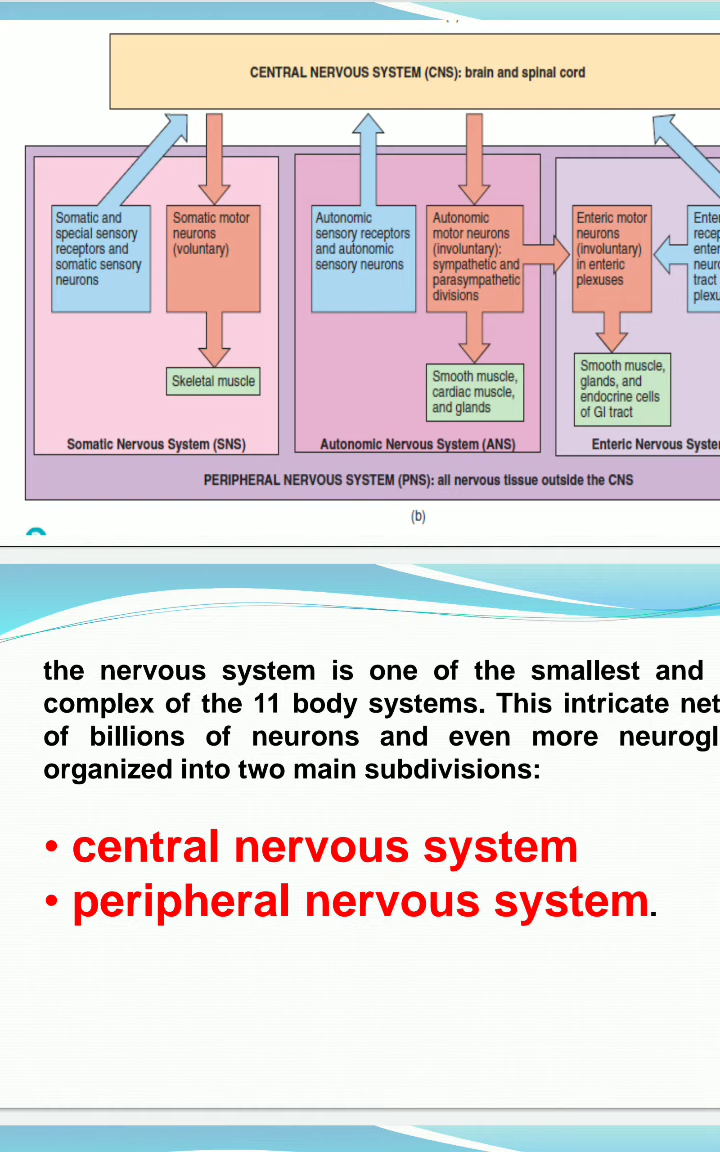 CENTRAL NERVOUS SYSTEM (CNS): brain and spinal cord
Somatic and
special sensory
receptors and
somatic sensory
neurons
Somatic motor
neurons
(voluntary)
Skeletal muscle
Somatic Nervous System (SNS)
Autonomic
sensory receptors
and autonomic
sensory neurons
Autonomic
motor neurons
(involuntary):
sympathetic and
parasympathetic
divisions
Smooth muscle,
cardiac muscle,
and glands
Autonomic Nervous System (ANS)
Enteric motor
neurons
(involuntary)
in enteric
plexuses
Smooth muscle,
glands, and
endocrine cells
of GI tract
tract
Enteric Nervous
PERIPHERAL NERVOUS SYSTEM (PNS): all nervous tissue outside the CNS
(b)
the nervous system is one of the smallest and
complex of the 11 body systems. This intricate
of billions of neurons and even more
organized into two main subdivisions:
• central nervous system
• peripheral nervous system.